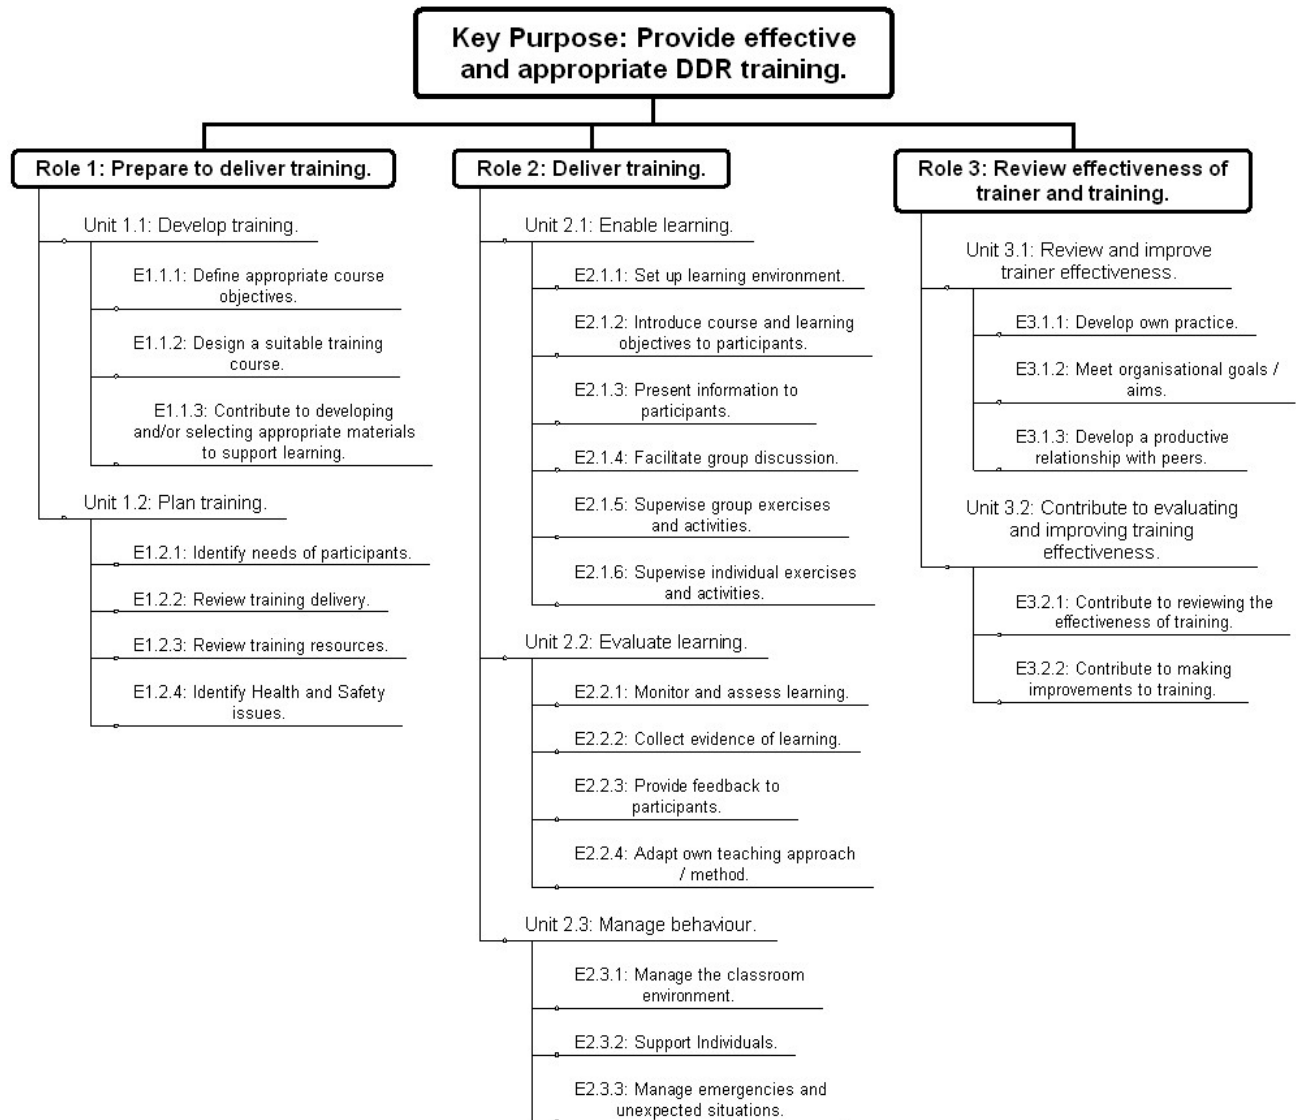 Key Purpose: Provide effective
and appropriate DDR training.
Role 1: Prepare to deliver training.
Unit 1.1: Develop training.
E1.1.1: Define appropriate course
objectives.
E1.1.2: Design a suitable training
course.
E1.1.3: Contribute to developing
and/or selecting appropriate materials
to support learning.
Unit 1.2: Plan training.
E1.2.1: Identify needs of participants.
E1.2.2: Review training delivery.
E1.2.3: Review training resources.
E1.2.4: Identify Health and Safety
issues.
Role 2: Deliver training.
Unit 2.1: Enable learning.
E2.1.1: Set up learning environment.
E2.1.2: Introduce course and learning
objectives to participants.
E2.1.3: Present information to
participants.
E2.1.4: Facilitate group discussion.
E2.1.5: Supervise group exercises
and activities.
E2.1.6: Supervise individual exercises
and activities.
Unit 2.2: Evaluate learning.
E2.2.1: Monitor and assess learning.
E2.2.2: Collect evidence of learning.
E2.2.3: Provide feedback to
participants.
E2.2.4: Adapt own teaching approach
/ method.
Unit 2.3: Manage behaviour.
E2.3.1: Manage the classroom
environment.
E2.3.2: Support Individuals.
E2.3.3: Manage emergencies and
unexpected situations.
Role 3: Review effectiveness of
trainer and training.
Unit 3.1: Review and improve
trainer effectiveness.
E3.1.1: Develop own practice.
E3.1.2: Meet organisational goals /
aims.
E3.1.3: Develop a productive
relationship with peers.
Unit 3.2: Contribute to evaluating
and improving training
effectiveness.
E3.2.1: Contribute to reviewing the
effectiveness of training.
E3.2.2: Contribute to making
improvements to training.